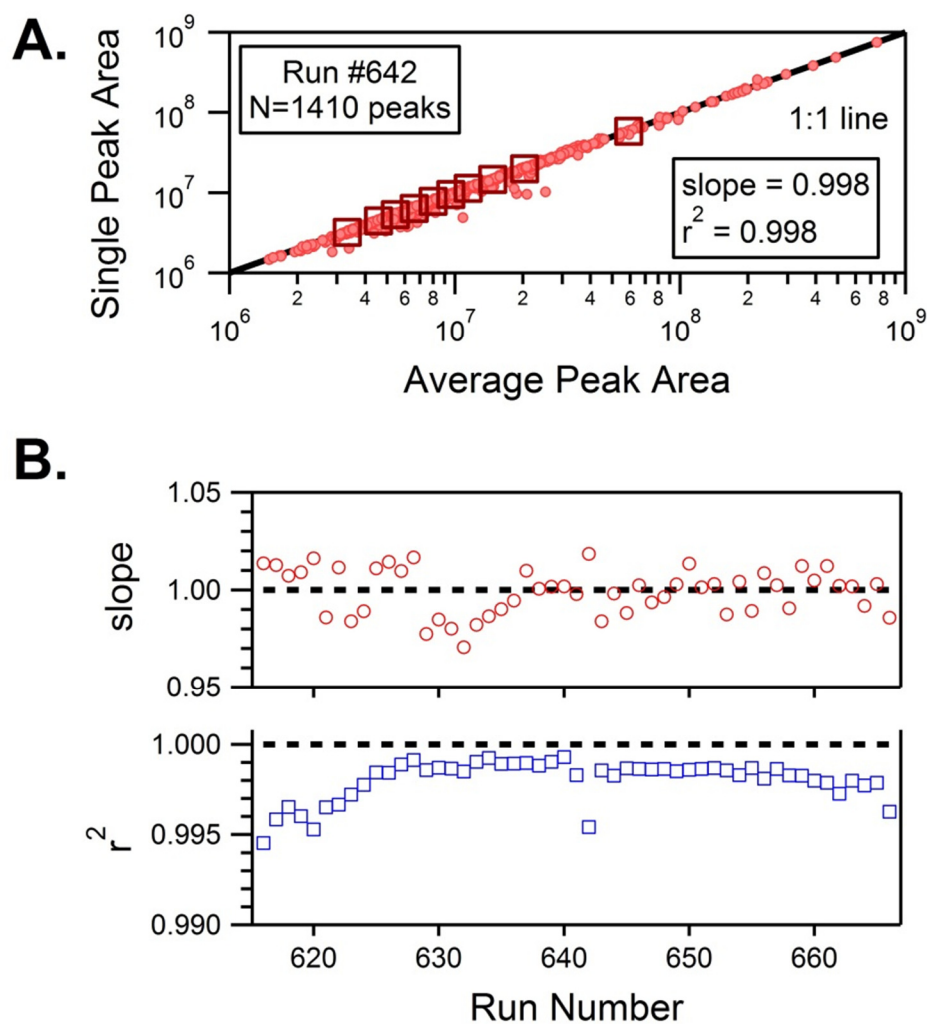 A.
Single Peak Area
10^9
10^8
10^7
10^6
Run #642
N=1410 peaks
1:1 line
slope = 0.998
r^2 = 0.998
2 4 6 8 2 4 6 8 2 4 6 8
10^6 10^7 10^8 10^9
Average Peak Area
B.
slope
1.05
1.00
0.95
r^2
1.000
0.995
0.990
620 630 640 650 660
Run Number